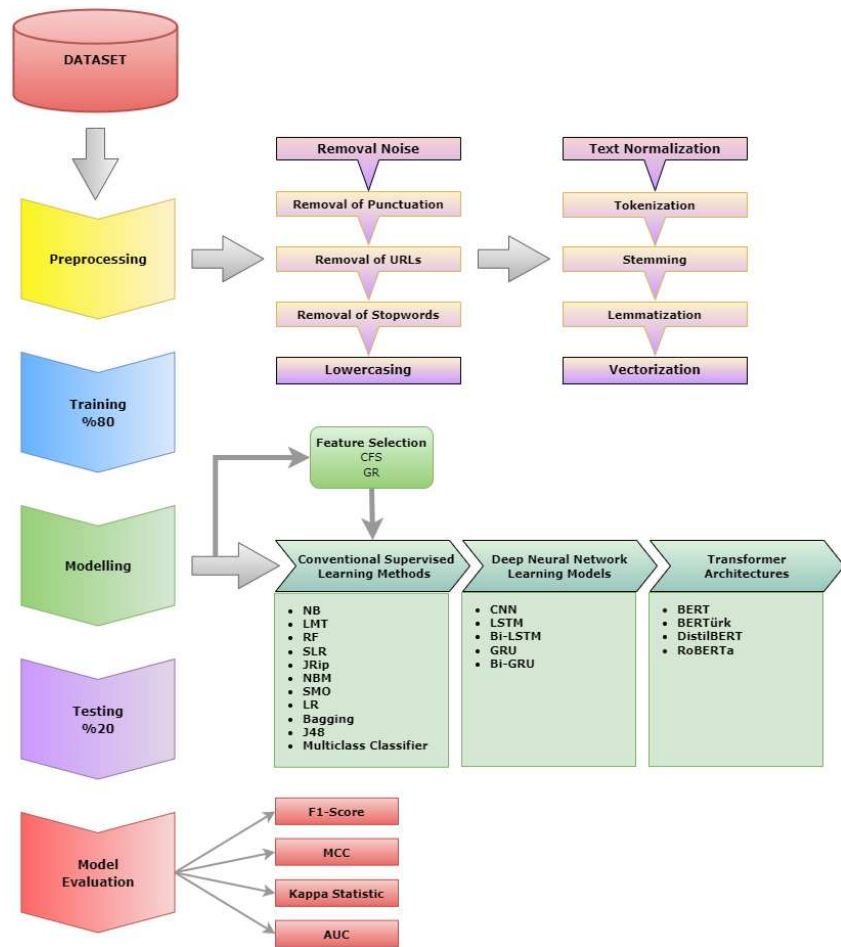 DATASET
Preprocessing
Removal Noise
Removal of Punctuation
Removal of URLs
Removal of Stopwords
Lowercasing
Text Normalization
Tokenization
Stemming
Lemmatization
Vectorization
Training
%80
Modelling
Feature Selection
CFS
GR
Conventional Supervised
Learning Methods
NB
LMT
RF
SLR
JRip
NBM
SMO
LR
Bagging
J48
Multiclass Classifier
Deep Neural Network
Learning Models
CNN
LSTM
Bi-LSTM
GRU
Bi-GRU
Transformer
Architectures
BERT
BERTürk
DistilBERT
RoBERTa
Testing
%20
Model
Evaluation
F1-Score
MCC
Kappa Statistic
AUC